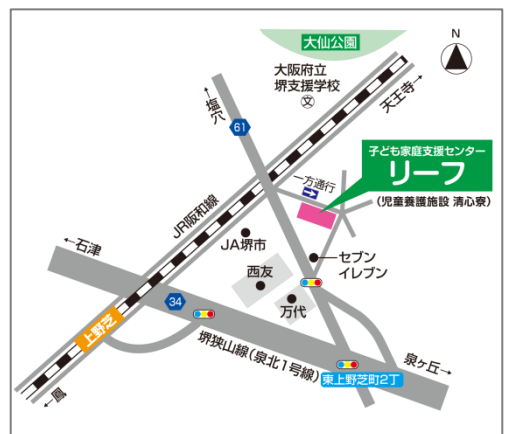 大仙公園
N
大阪府立
堺支援学校
文
←塩穴
天王寺→
61
子ども家庭支援センター
リーフ
(児童養護施設 清心寮)
一方通行
JR阪和線
JA堺市
←石津
セブン
イレブン
西友
34
万代
上野芝
堺狭山線(泉北1号線)
泉ヶ丘→
東上野芝町2丁
←鳳